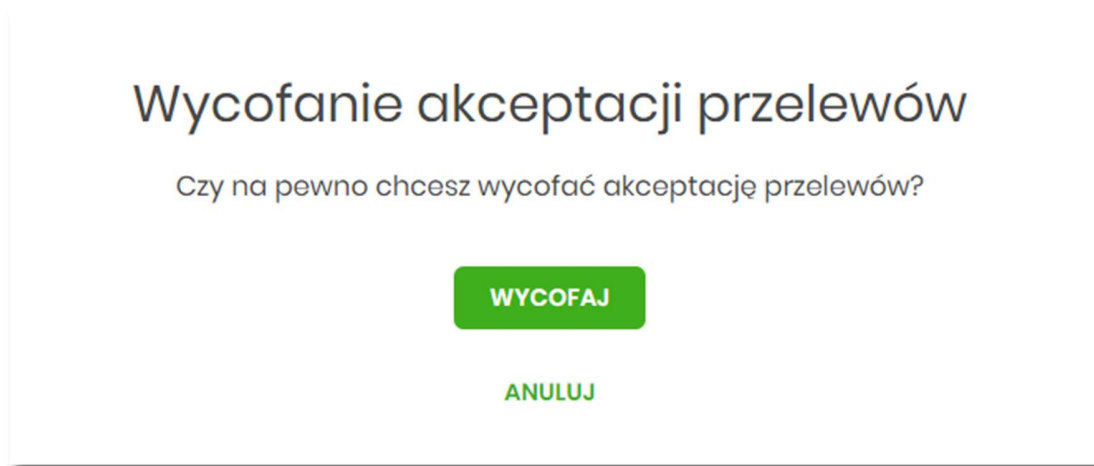 Wycofanie akceptacji przelewów
Czy na pewno chcesz wycofać akceptację przelewów?
WYCOFAJ
ANULUJ